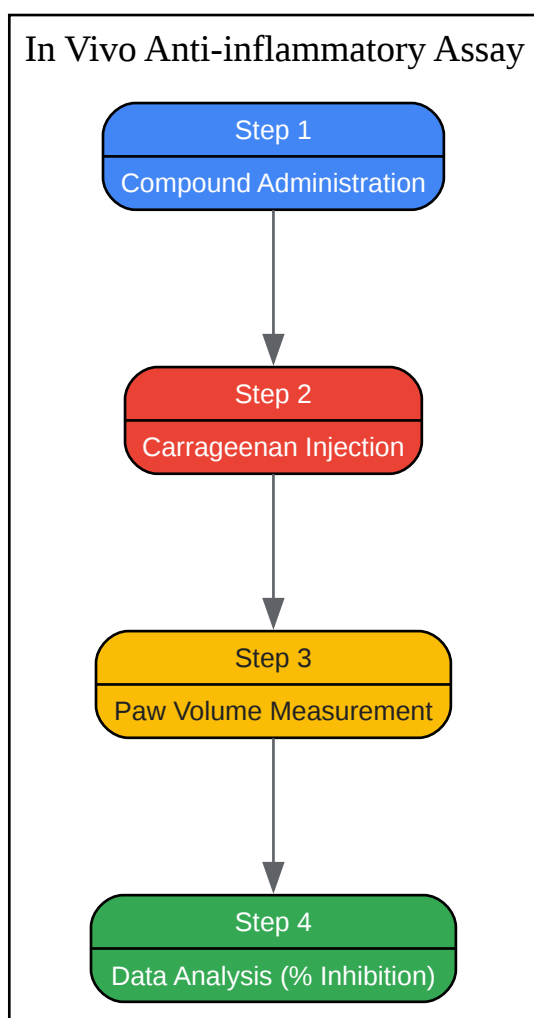 In Vivo Anti-inflammatory Assay
Step 1
Compound Administration
Step 2
Carrageenan Injection
Step 3
Paw Volume Measurement
Step 4
Data Analysis (% Inhibition)